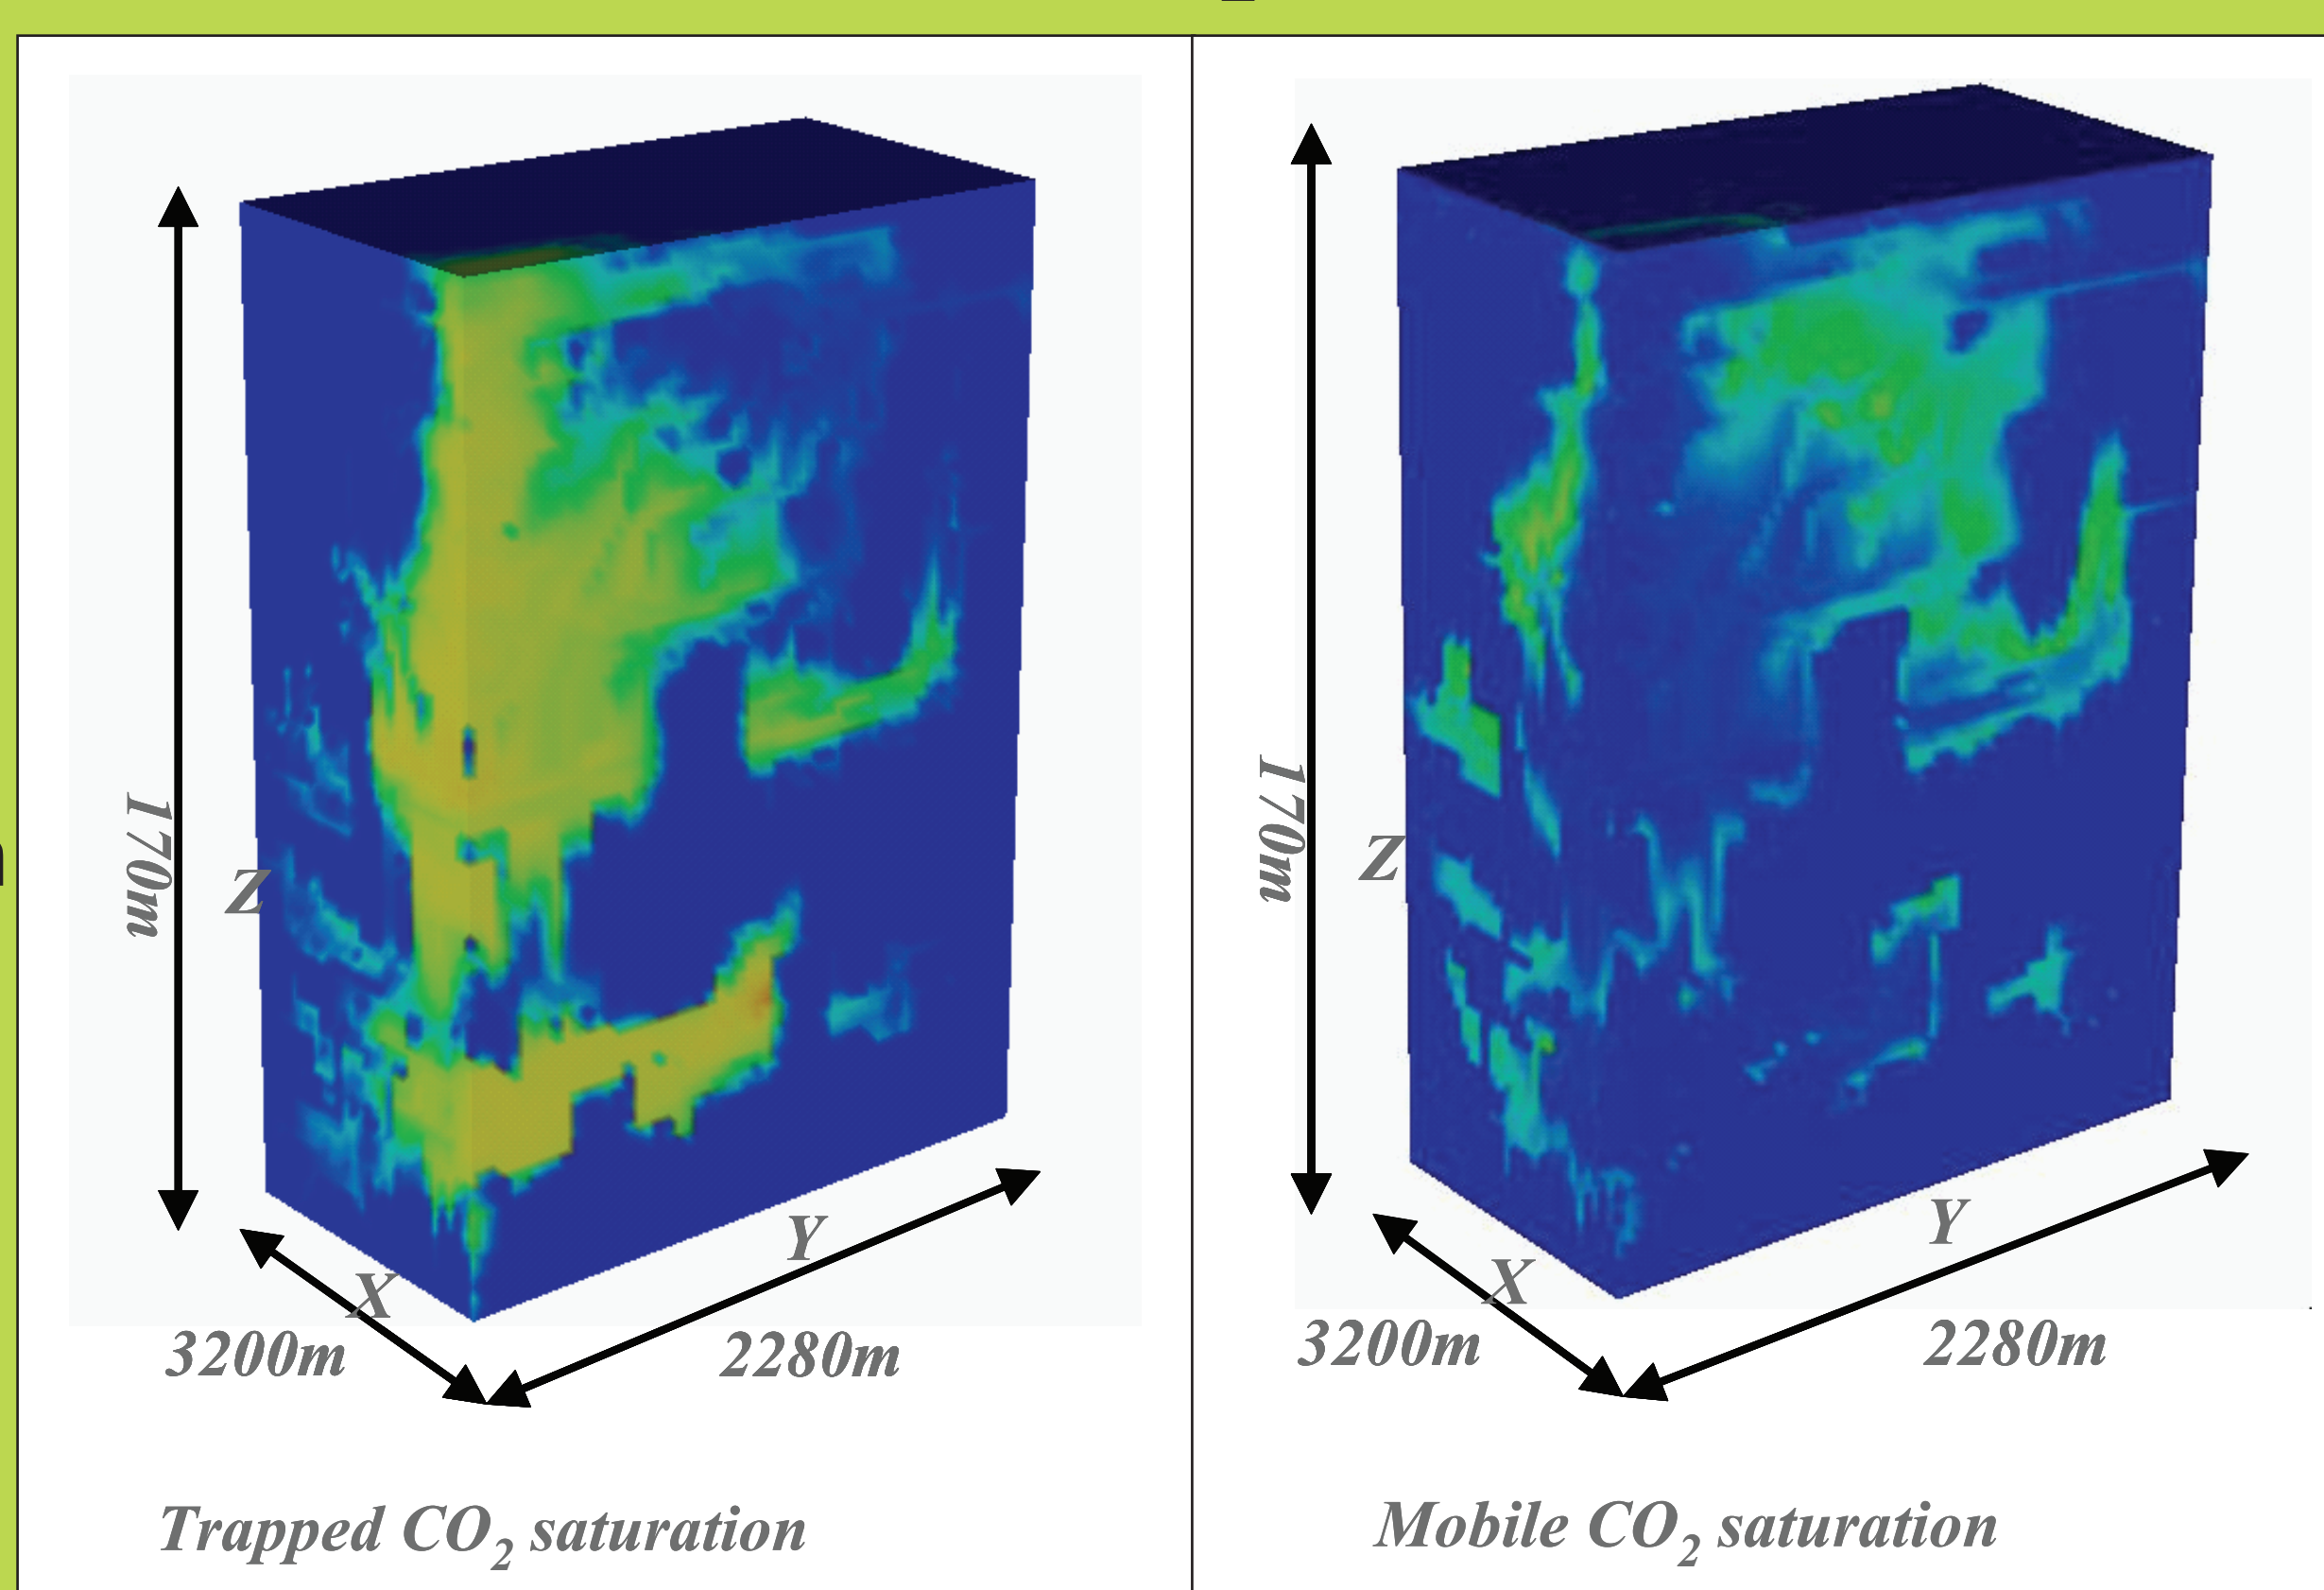 170m
Z
X
Y
3200m
2280m
Trapped CO₂ saturation
170m
Z
X
Y
3200m
2280m
Mobile CO₂ saturation